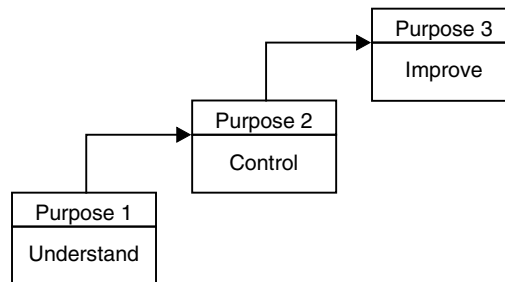 Purpose 3
Improve
Purpose 2
Control
Purpose 1
Understand